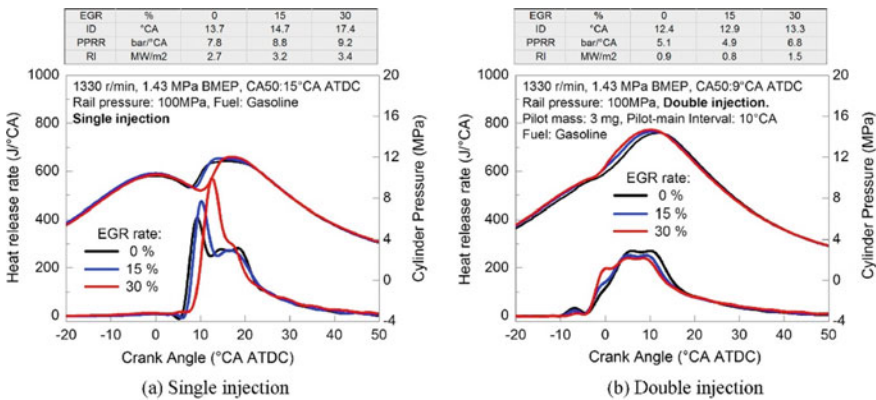 EGR % 0 15 30
ID °CA 13.7 14.7 17.4
PPRR bar/°CA 7.8 8.8 9.2
RI MW/m2 2.7 3.2 3.4
1000
800
600
400
200
0
20
16
12
8
4
0
-4
-20 -10 0 10 20 30 40 50
Heat release rate (J/°CA)
Cylinder Pressure (MPa)
1330 r/min, 1.43 MPa BMEP, CA50:15°CA ATDC
Rail pressure: 100MPa, Fuel: Gasoline
Single injection
EGR rate:
0 %
15 %
30 %
Crank Angle (°CA ATDC)
(a) Single injection
EGR % 0 15 30
ID °CA 12.4 12.9 13.3
PPRR bar/°CA 5.1 4.9 6.8
RI MW/m2 0.9 0.8 1.5
1000
800
600
400
200
0
20
16
12
8
4
0
-4
-20 -10 0 10 20 30 40 50
Heat release rate (J/°CA)
Cylinder Pressure (MPa)
1330 r/min, 1.43 MPa BMEP, CA50:9°CA ATDC
Rail pressure: 100MPa, Double injection.
Pilot mass: 3 mg, Pilot-main Interval: 10°CA
Fuel: Gasoline
EGR rate:
0 %
15 %
30 %
Crank Angle (°CA ATDC)
(b) Double injection